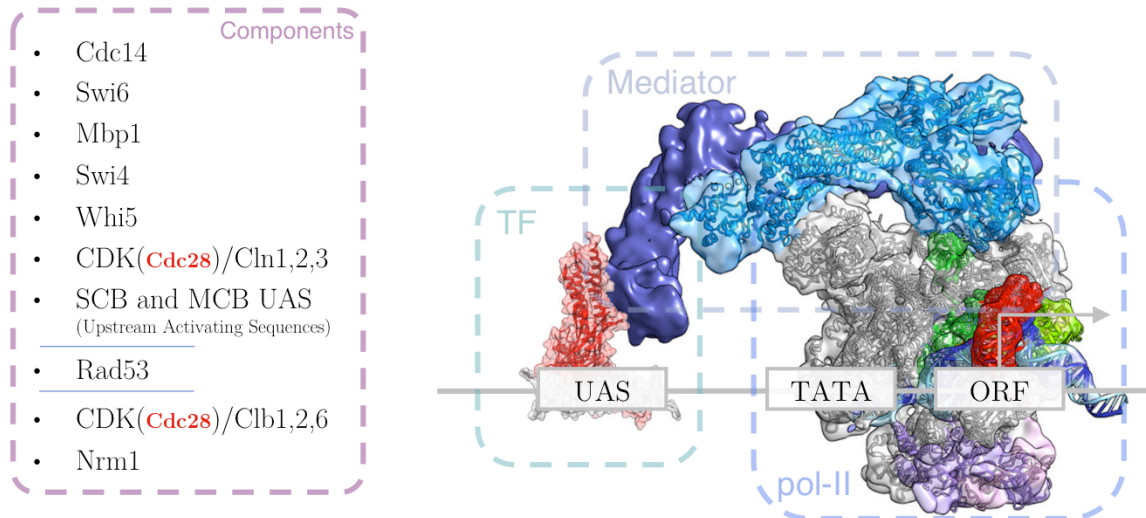 Components
• Cdc14
• Swi6
• Mbp1
• Swi4
• Whi5
• CDK(Cdc28)/Cln1,2,3
• SCB and MCB UAS
(Upstream Activating Sequences)
• Rad53
• CDK(Cdc28)/Clb1,2,6
• Nrm1
Mediator
TF
UAS
TATA
ORF
pol-II